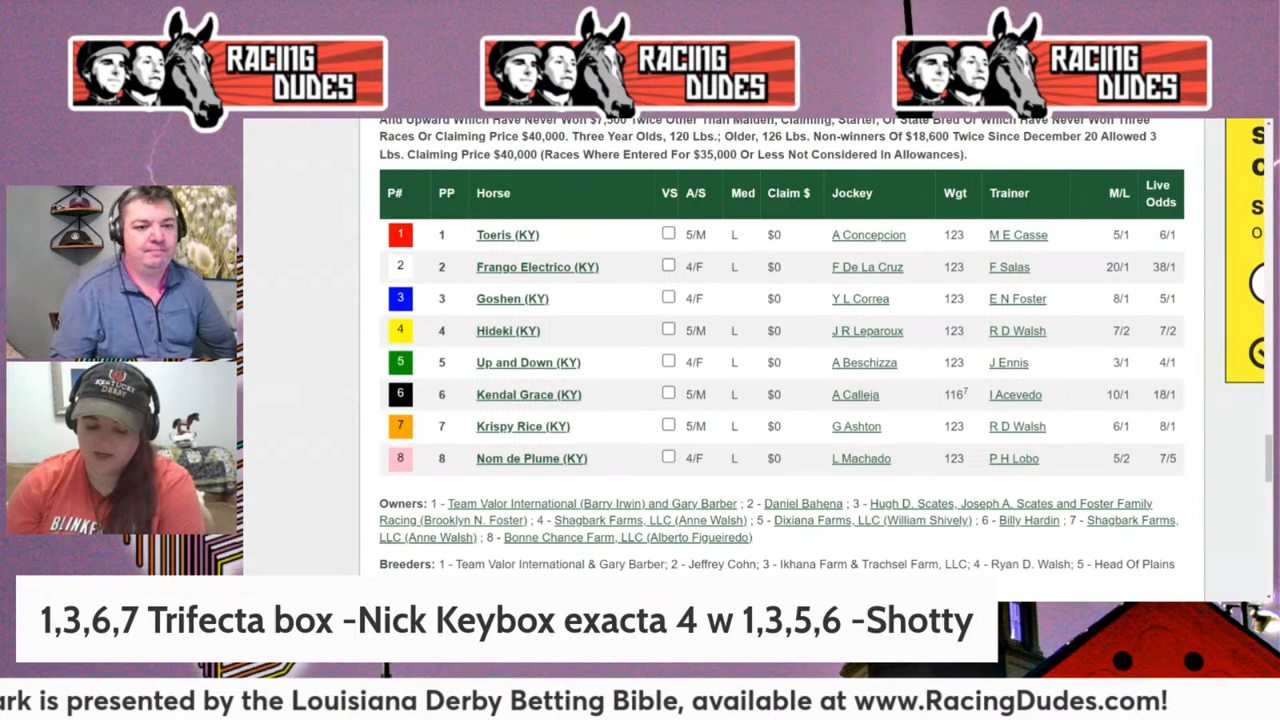 RACING DUDES
RACING DUDES
RACING DUDES
And Upward Which Have Never Won $7,500 Twice Other Than Maiden, Claiming, Starter, Or State Bred Or Which Have Never Won Three
Races Or Claiming Price $40,000. Three Year Olds, 120 Lbs.; Older, 126 Lbs. Non-winners Of $18,600 Twice Since December 20 Allowed 3
Lbs. Claiming Price $40,000 (Races Where Entered For $35,000 Or Less Not Considered In Allowances).
P# PP Horse VS A/S Med Claim $ Jockey Wgt Trainer M/L Live Odds
1 1 Toeris (KY) 5/M L $0 A Concepcion 123 M E Casse 5/1 6/1
2 2 Frango Electrico (KY) 4/F L $0 F De La Cruz 123 F Salas 20/1 38/1
3 3 Goshen (KY) 4/F L $0 Y L Correa 123 E N Foster 8/1 5/1
4 4 Hideki (KY) 5/M L $0 J R Leparoux 123 R D Walsh 7/2 7/2
5 5 Up and Down (KY) 4/F L $0 A Beschizza 123 J Ennis 3/1 4/1
6 6 Kendal Grace (KY) 5/M L $0 A Calleja 116⁷ I Acevedo 10/1 18/1
7 7 Krispy Rice (KY) 5/M L $0 G Ashton 123 R D Walsh 6/1 8/1
8 8 Nom de Plume (KY) 4/F L $0 L Machado 123 P H Lobo 5/2 7/5
Owners: 1 - Team Valor International (Barry Irwin) and Gary Barber ; 2 - Daniel Bahena ; 3 - Hugh D. Scates, Joseph A. Scates and Foster Family
Racing (Brooklyn N. Foster) ; 4 - Shagbark Farms, LLC (Anne Walsh) ; 5 - Dixiana Farms, LLC (William Shively) ; 6 - Billy Hardin ; 7 - Shagbark Farms,
LLC (Anne Walsh) ; 8 - Bonne Chance Farm, LLC (Alberto Figueiredo)
Breeders: 1 - Team Valor International & Gary Barber; 2 - Jeffrey Cohn; 3 - Ikhana Farm & Trachsel Farm, LLC; 4 - Ryan D. Walsh; 5 - Head Of Plains
KENTUCKY
DERBY
BLINKE
1,3,6,7 Trifecta box -Nick Keybox exacta 4 w 1,3,5,6 -Shotty
ark is presented by the Louisiana Derby Betting Bible, available at www.RacingDudes.com!